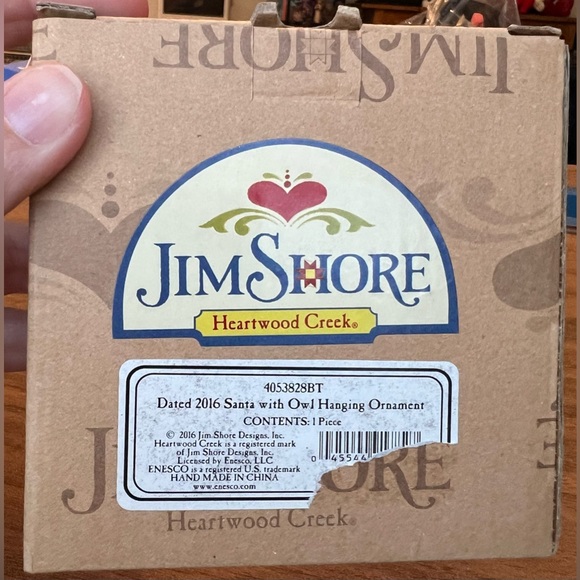 JIM SHORE
JIM SHORE
Heartwood Creek®
4053828BT
Dated 2016 Santa with Owl Hanging Ornament
CONTENTS: 1 Piece
© 2016 Jim Shore Designs, Inc.
Heartwood Creek is a registered mark
of Jim Shore Designs, Inc.
Licensed by Enesco, LLC
ENESCO is a registered U.S. trademark
HAND MADE IN CHINA
www.enesco.com
0 45544
J ORE
Heartwood Creek®